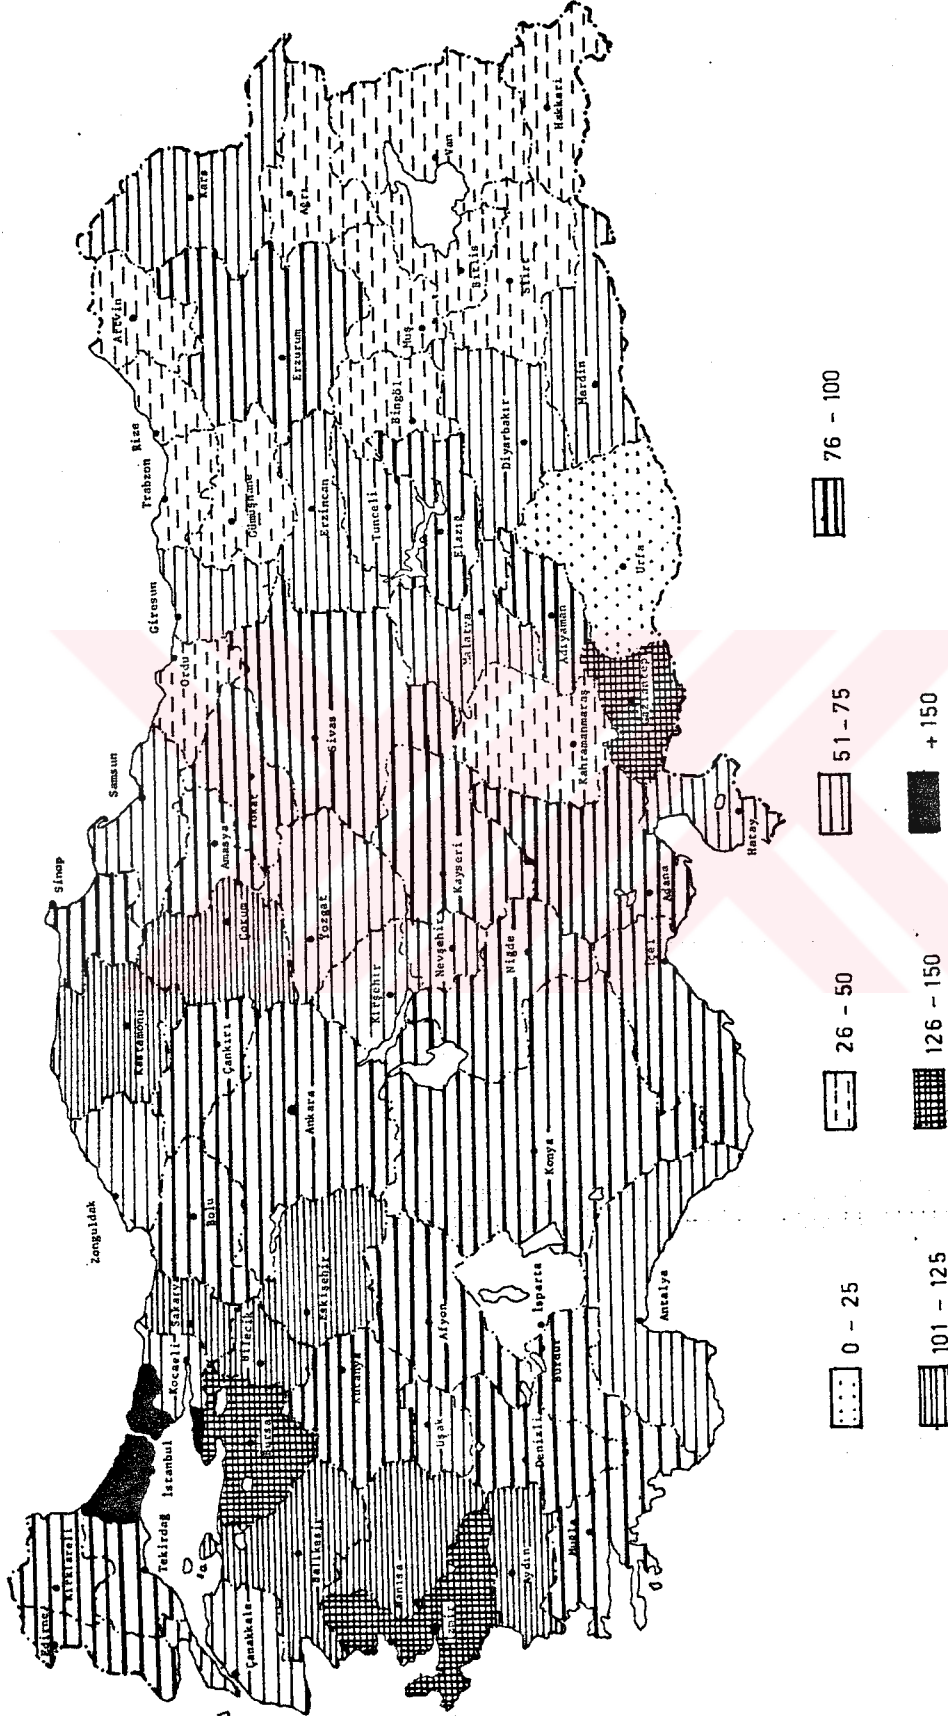 Edirne
Kırklareli
Tekirdağ
İstanbul
Kocaeli
Sakarya
Bilecik
Bursa
Çanakkale
Balıkesir
Manisa
İzmir
Aydın
Muğla
Denizli
Uşak
Kütahya
Afyon
Burdur
Isparta
Antalya
Eskişehir
Bolu
Zonguldak
Ankara
Çankırı
Kastamonu
Sinop
Konya
Kırşehir
Nevşehir
Niğde
İçel
Adana
Hatay
Kayseri
Yozgat
Çorum
Amasya
Samsun
Tokat
Sivas
Ordu
Giresun
Trabzon
Rize
Artvin
Gümüşhane
Erzincan
Tunceli
Elazığ
Malatya
Kahramanmaraş
Gaziantep
Adıyaman
Urfa
Diyarbakır
Mardin
Bingöl
Erzurum
Kars
Ağrı
Muş
Bitlis
Siirt
Van
Hakkari
0 - 25
26 - 50
51 - 75
76 - 100
101 - 125
126 - 150
+ 150